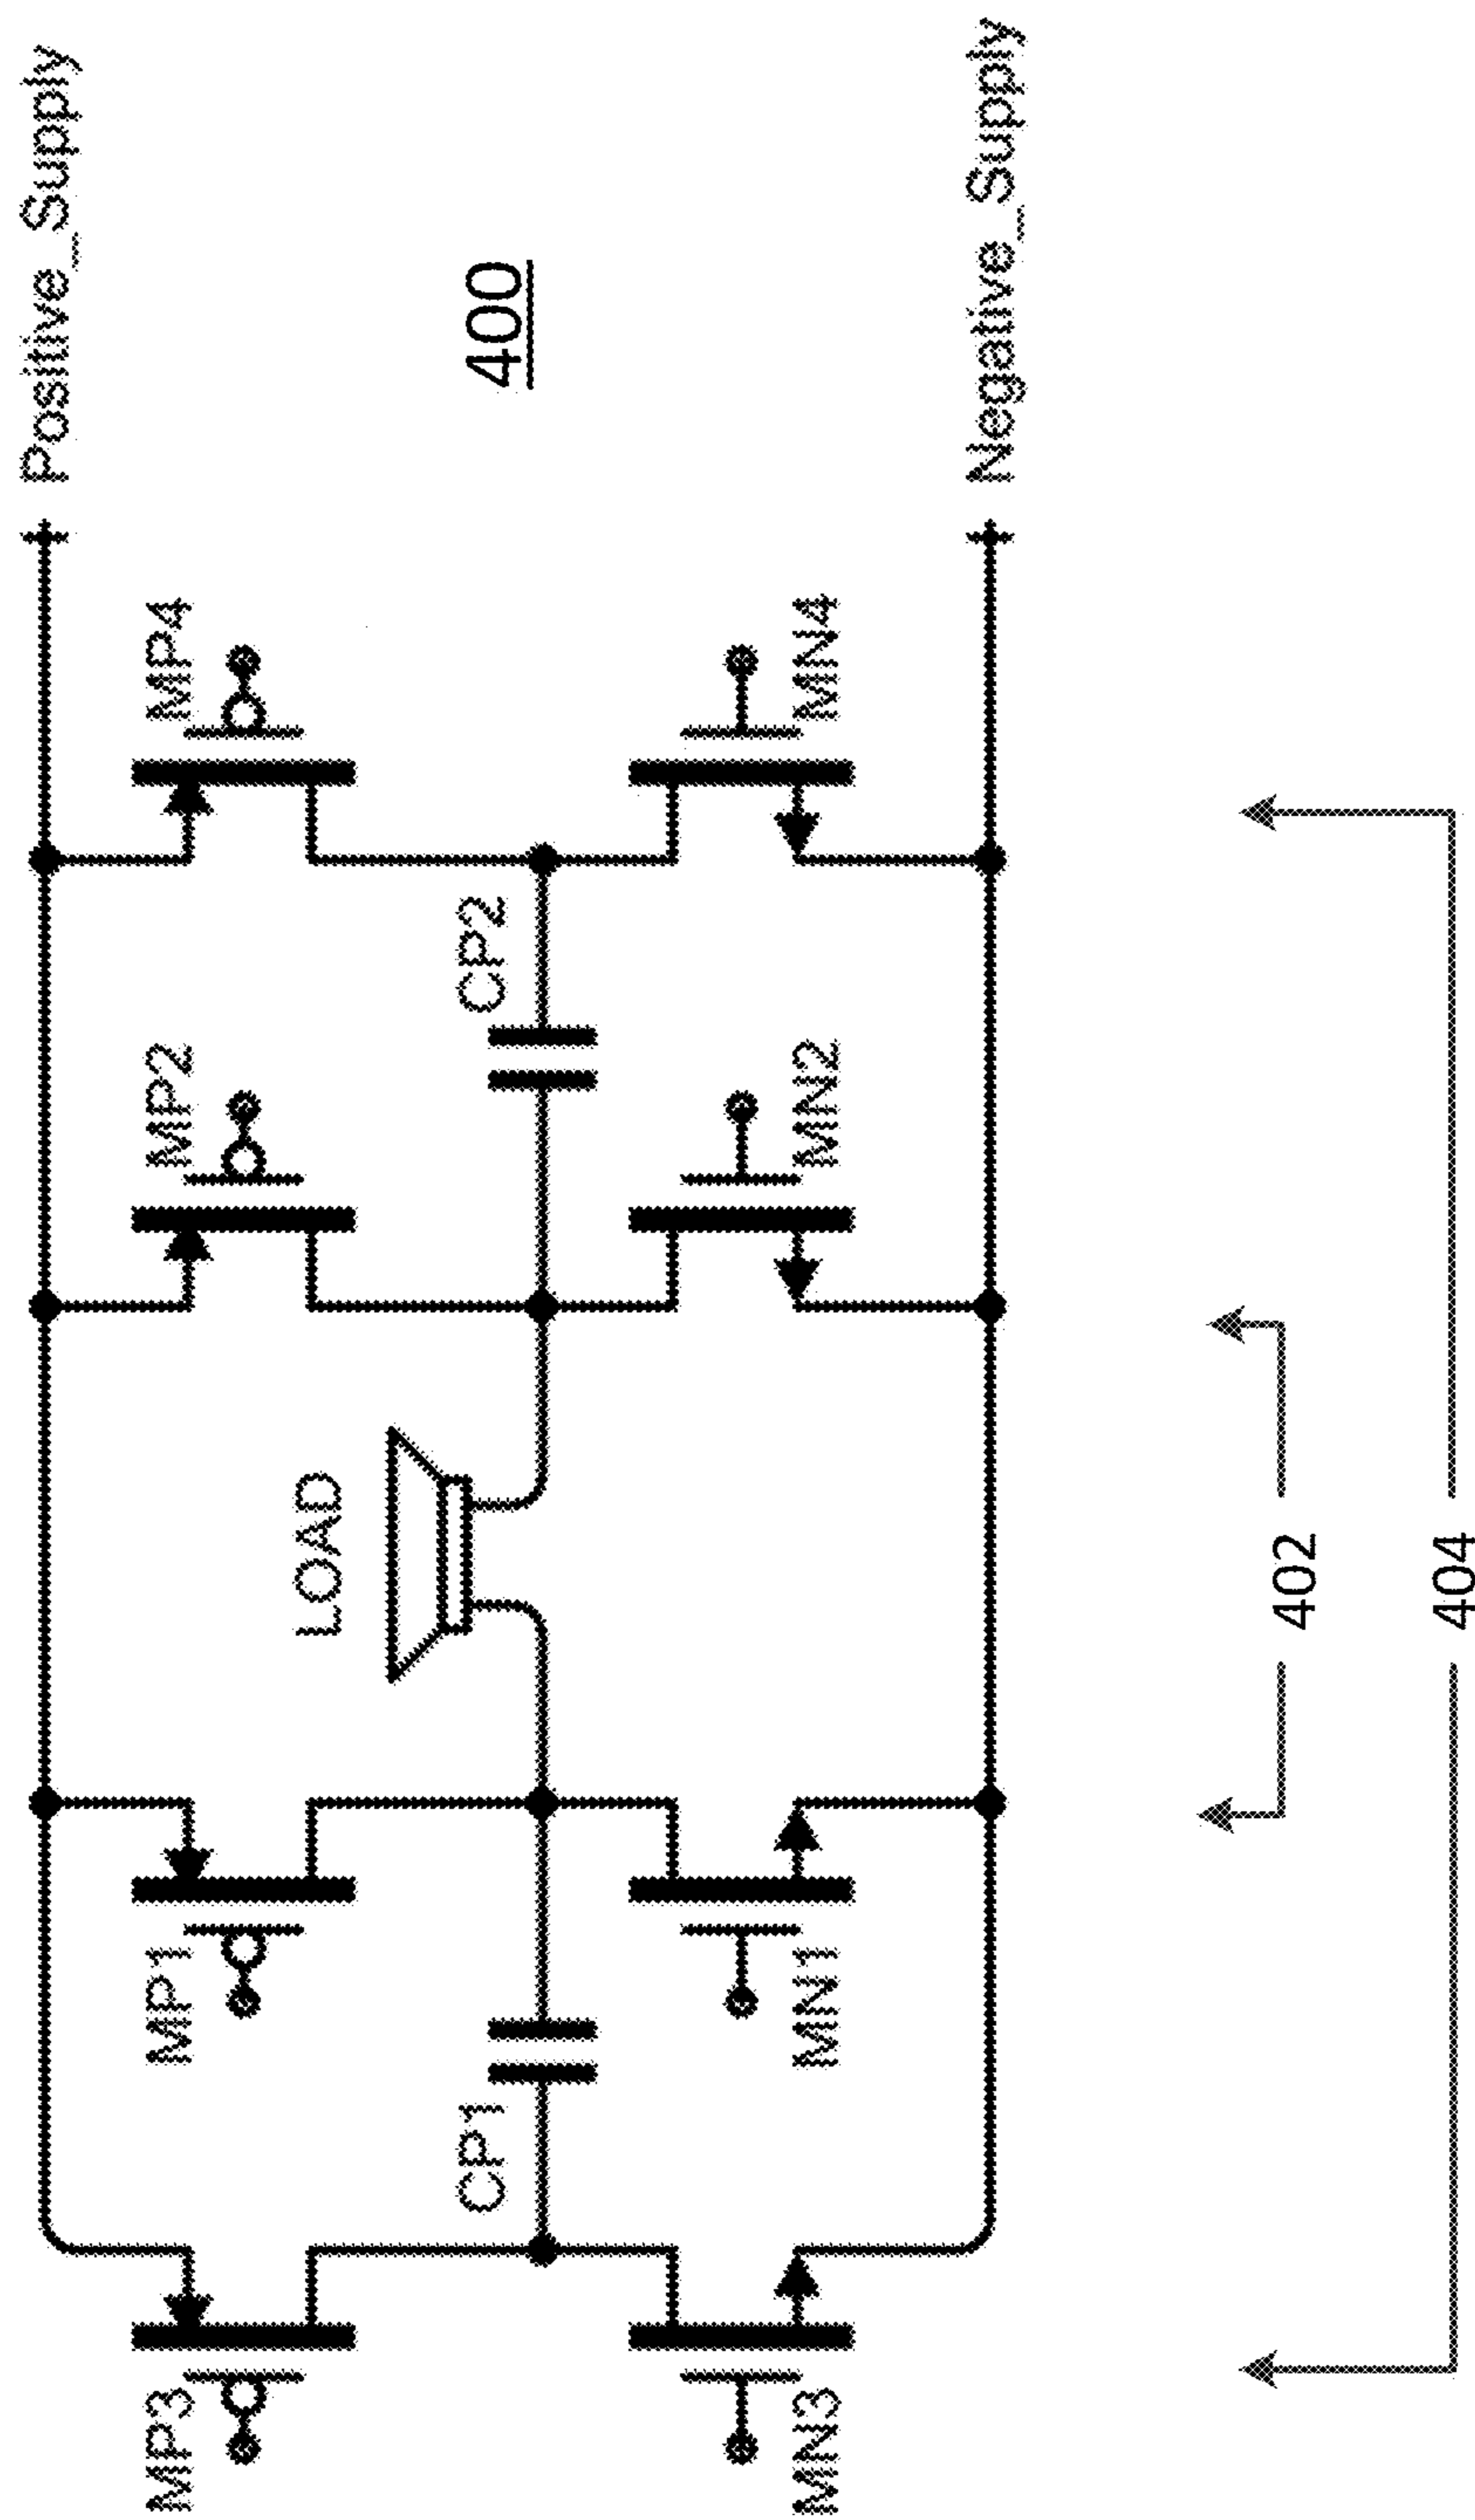 Positive_Supply
MP3
MP1
MP2
MP4
LOAD
400
CP1
CP2
MN3
MN1
MN2
MN4
Negative_Supply
402
404